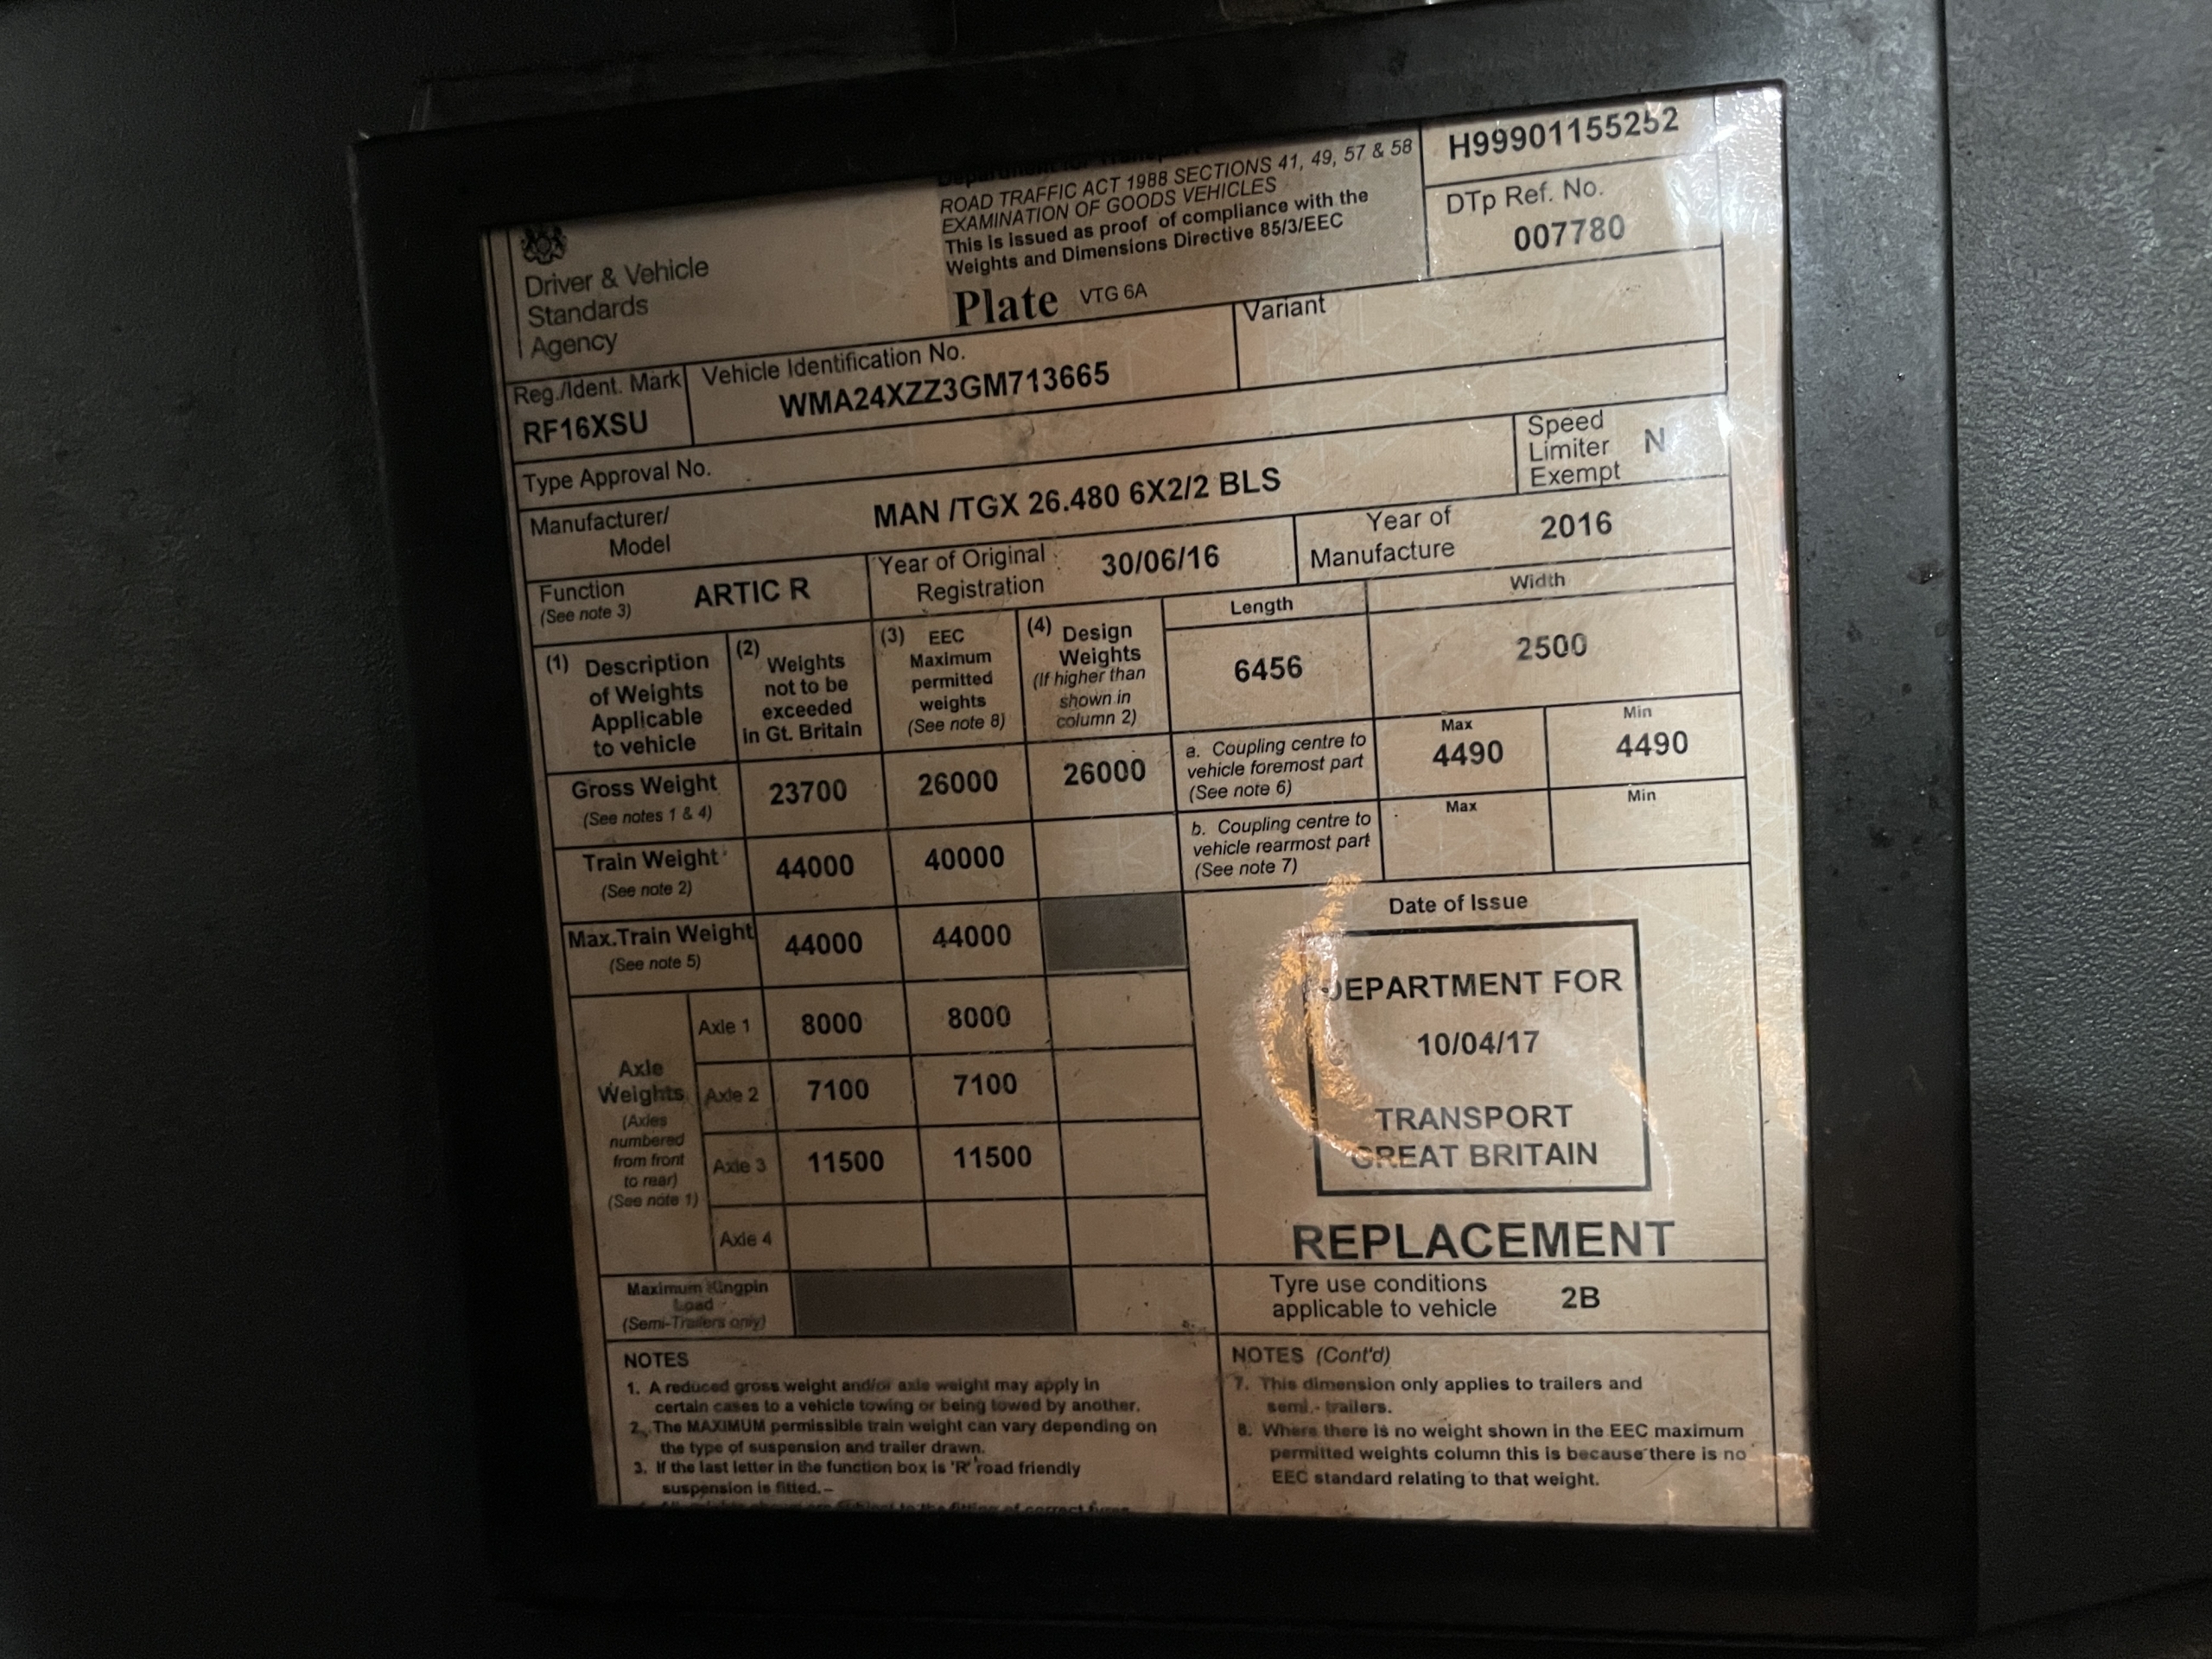 Department for Transport
ROAD TRAFFIC ACT 1988 SECTIONS 41, 49, 57 & 58
EXAMINATION OF GOODS VEHICLES
This is issued as proof of compliance with the
Weights and Dimensions Directive 85/3/EEC
Plate VTG 6A
H99901155252
DTp Ref. No.
007780
Driver & Vehicle
Standards
Agency
Reg./Ident. Mark
RF16XSU
Vehicle Identification No.
WMA24XZZ3GM713665
Variant
Type Approval No.
Manufacturer/
Model
MAN /TGX 26.480 6X2/2 BLS
Speed
Limiter
Exempt
N
Function
(See note 3)
ARTIC R
Year of Original
Registration
30/06/16
Year of
Manufacture
2016
(1) Description
of Weights
Applicable
to vehicle
(2) Weights
not to be
exceeded
in Gt. Britain
(3) EEC
Maximum
permitted
weights
(See note 8)
(4) Design
Weights
(If higher than
shown in
column 2)
Length
6456
Width
2500
Gross Weight
(See notes 1 & 4)
23700
26000
26000
a. Coupling centre to
vehicle foremost part
(See note 6)
Max
4490
Min
4490
Train Weight
(See note 2)
44000
40000
b. Coupling centre to
vehicle rearmost part
(See note 7)
Max
Min
Max.Train Weight
(See note 5)
44000
44000
Axle
Weights
(Axles
numbered
from front
to rear)
(See note 1)
Axle 1
8000
8000
Axle 2
7100
7100
Axle 3
11500
11500
Axle 4
Maximum Kingpin
Load
(Semi-Trailers only)
Date of Issue
DEPARTMENT FOR
10/04/17
TRANSPORT
GREAT BRITAIN
REPLACEMENT
Tyre use conditions
applicable to vehicle
2B
NOTES
1. A reduced gross weight and/or axle weight may apply in
certain cases to a vehicle towing or being towed by another.
2. The MAXIMUM permissible train weight can vary depending on
the type of suspension and trailer drawn.
3. If the last letter in the function box is 'R' road friendly
suspension is fitted.
NOTES (Cont'd)
7. This dimension only applies to trailers and
semi - trailers.
8. Where there is no weight shown in the EEC maximum
permitted weights column this is because there is no
EEC standard relating to that weight.